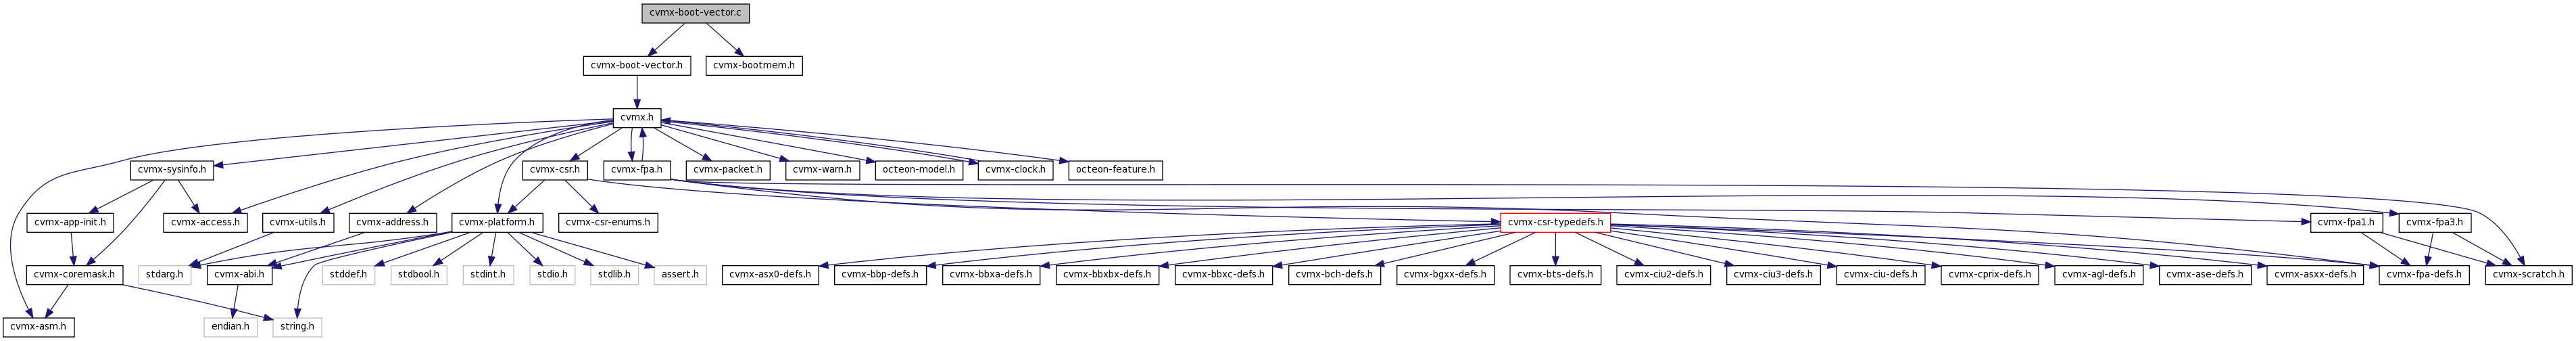 cvmx-boot-vector.c
cvmx-boot-vector.h
cvmx-bootmem.h
cvmx.h
cvmx-sysinfo.h
cvmx-csr.h
cvmx-fpa.h
cvmx-packet.h
cvmx-warn.h
octeon-model.h
cvmx-clock.h
octeon-feature.h
cvmx-app-init.h
cvmx-access.h
cvmx-utils.h
cvmx-address.h
cvmx-platform.h
cvmx-csr-enums.h
cvmx-csr-typedefs.h
cvmx-fpa1.h
cvmx-fpa3.h
cvmx-coremask.h
stdarg.h
cvmx-abi.h
stddef.h
stdbool.h
stdint.h
stdio.h
stdlib.h
assert.h
cvmx-asx0-defs.h
cvmx-bbp-defs.h
cvmx-bbxa-defs.h
cvmx-bbxbx-defs.h
cvmx-bbxc-defs.h
cvmx-bch-defs.h
cvmx-bgxx-defs.h
cvmx-bts-defs.h
cvmx-ciu2-defs.h
cvmx-ciu3-defs.h
cvmx-ciu-defs.h
cvmx-cprix-defs.h
cvmx-agl-defs.h
cvmx-ase-defs.h
cvmx-asxx-defs.h
cvmx-fpa-defs.h
cvmx-scratch.h
cvmx-asm.h
endian.h
string.h